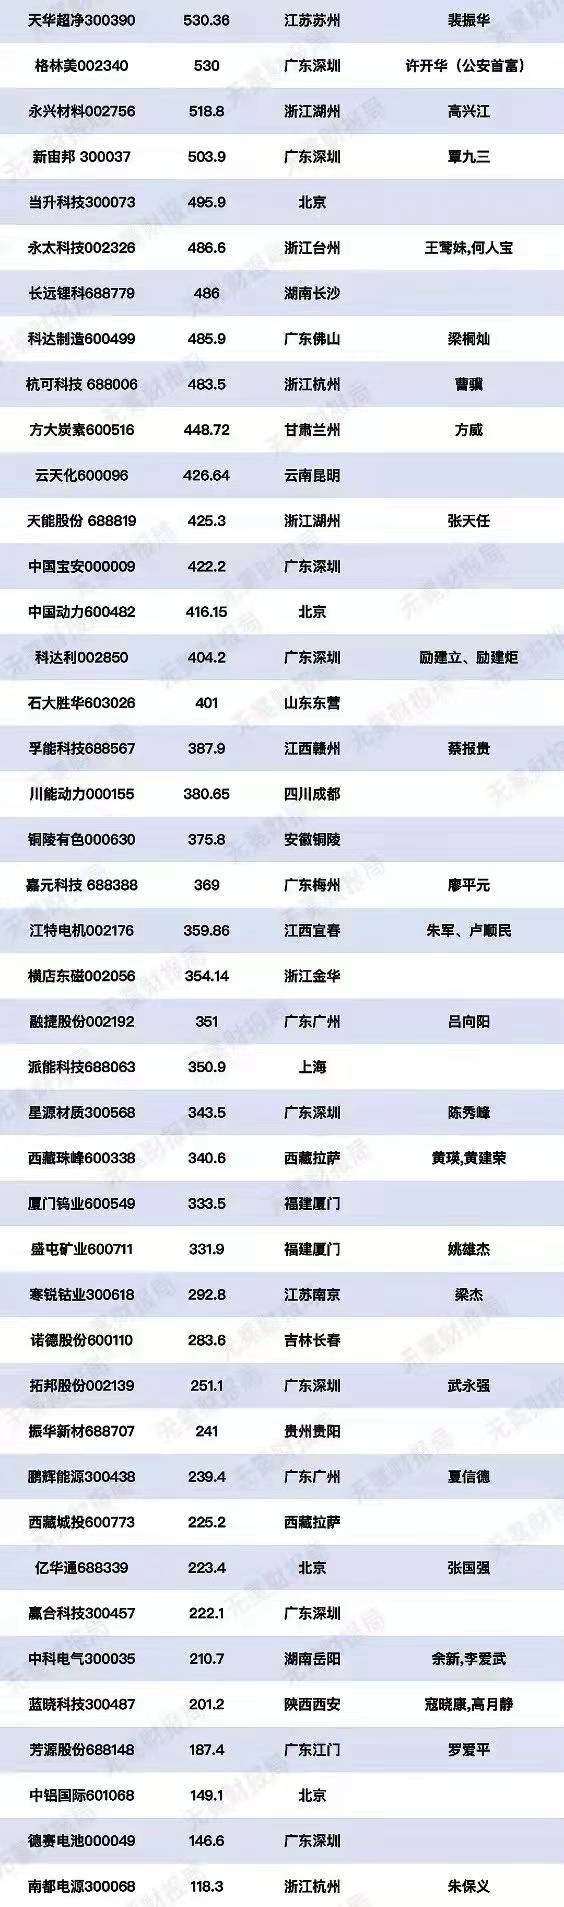 天华超净300390 530.36 江苏苏州 裴振华
格林美002340 530 广东深圳 许开华（公安首富）
永兴材料002756 518.8 浙江湖州 高兴江
新宙邦 300037 503.9 广东深圳 覃九三
当升科技300073 495.9 北京
永太科技002326 486.6 浙江台州 王莺妹,何人宝
长远锂科688779 486 湖南长沙
科达制造600499 485.9 广东佛山 梁桐灿
杭可科技 688006 483.5 浙江杭州 曹骥
方大炭素600516 448.72 甘肃兰州 方威
云天化600096 426.64 云南昆明
天能股份 688819 425.3 浙江湖州 张天任
中国宝安000009 422.2 广东深圳
中国动力600482 416.15 北京
科达利002850 404.2 广东深圳 励建立、励建炬
石大胜华603026 401 山东东营
孚能科技688567 387.9 江西赣州 蔡报贵
川能动力000155 380.65 四川成都
铜陵有色000630 375.8 安徽铜陵
嘉元科技 688388 369 广东梅州 廖平元
江特电机002176 359.86 江西宜春 朱军、卢顺民
横店东磁002056 354.14 浙江金华
融捷股份002192 351 广东广州 吕向阳
派能科技688063 350.9 上海
星源材质300568 343.5 广东深圳 陈秀峰
西藏珠峰600338 340.6 西藏拉萨 黄瑛,黄建荣
厦门钨业600549 333.5 福建厦门
盛屯矿业600711 331.9 福建厦门 姚雄杰
寒锐钴业300618 292.8 江苏南京 梁杰
诺德股份600110 283.6 吉林长春
拓邦股份002139 251.1 广东深圳 武永强
振华新材688707 241 贵州贵阳
鹏辉能源300438 239.4 广东广州 夏信德
西藏城投600773 225.2 西藏拉萨
亿华通688339 223.4 北京 张国强
赢合科技300457 222.1 广东深圳
中科电气300035 210.7 湖南岳阳 余新,李爱武
蓝晓科技300487 201.2 陕西西安 寇晓康,高月静
芳源股份688148 187.4 广东江门 罗爱平
中铝国际601068 149.1 北京
德赛电池000049 146.6 广东深圳
南都电源300068 118.3 浙江杭州 朱保义